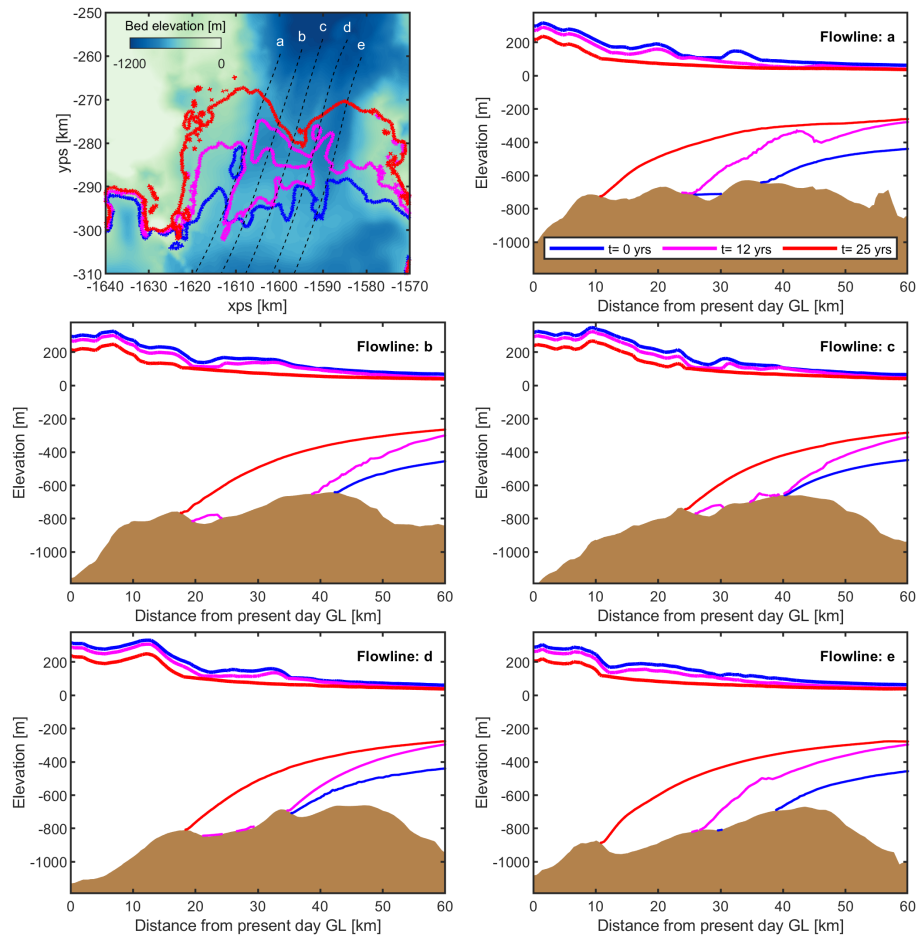 Bed elevation [m]
-1200 0
a b c d e
-250
-260
-270
-280
-290
-300
-310
yps [km]
-1640 -1630 -1620 -1610 -1600 -1590 -1580 -1570
xps [km]
Flowline: a
200
0
-200
-400
-600
-800
-1000
Elevation [m]
t= 0 yrs t= 12 yrs t= 25 yrs
0 10 20 30 40 50 60
Distance from present day GL [km]
Flowline: b
200
0
-200
-400
-600
-800
-1000
Elevation [m]
0 10 20 30 40 50 60
Distance from present day GL [km]
Flowline: c
200
0
-200
-400
-600
-800
-1000
Elevation [m]
0 10 20 30 40 50 60
Distance from present day GL [km]
Flowline: d
200
0
-200
-400
-600
-800
-1000
Elevation [m]
0 10 20 30 40 50 60
Distance from present day GL [km]
Flowline: e
200
0
-200
-400
-600
-800
-1000
Elevation [m]
0 10 20 30 40 50 60
Distance from present day GL [km]